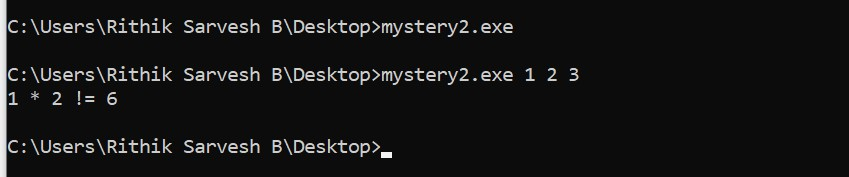 C:\Users\Rithik Sarvesh B\Desktop>mystery2.exe
C:\Users\Rithik Sarvesh B\Desktop>mystery2.exe 1 2 3
1 * 2 != 6
C:\Users\Rithik Sarvesh B\Desktop>